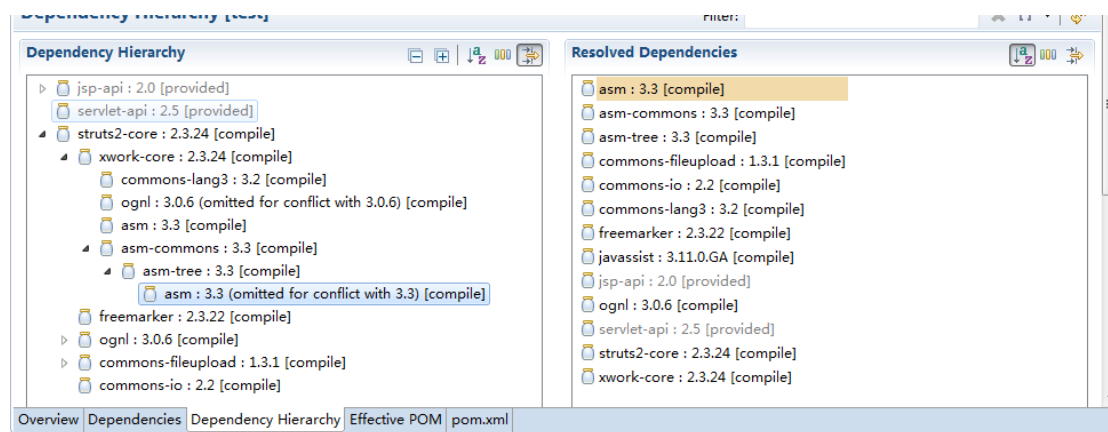 Dependency Hierarchy [test]
Filter:
Dependency Hierarchy
jsp-api : 2.0 [provided]
servlet-api : 2.5 [provided]
struts2-core : 2.3.24 [compile]
xwork-core : 2.3.24 [compile]
commons-lang3 : 3.2 [compile]
ognl : 3.0.6 (omitted for conflict with 3.0.6) [compile]
asm : 3.3 [compile]
asm-commons : 3.3 [compile]
asm-tree : 3.3 [compile]
asm : 3.3 (omitted for conflict with 3.3) [compile]
freemarker : 2.3.22 [compile]
ognl : 3.0.6 [compile]
commons-fileupload : 1.3.1 [compile]
commons-io : 2.2 [compile]
Resolved Dependencies
asm : 3.3 [compile]
asm-commons : 3.3 [compile]
asm-tree : 3.3 [compile]
commons-fileupload : 1.3.1 [compile]
commons-io : 2.2 [compile]
commons-lang3 : 3.2 [compile]
freemarker : 2.3.22 [compile]
javassist : 3.11.0.GA [compile]
jsp-api : 2.0 [provided]
ognl : 3.0.6 [compile]
servlet-api : 2.5 [provided]
struts2-core : 2.3.24 [compile]
xwork-core : 2.3.24 [compile]
Overview Dependencies Dependency Hierarchy Effective POM pom.xml